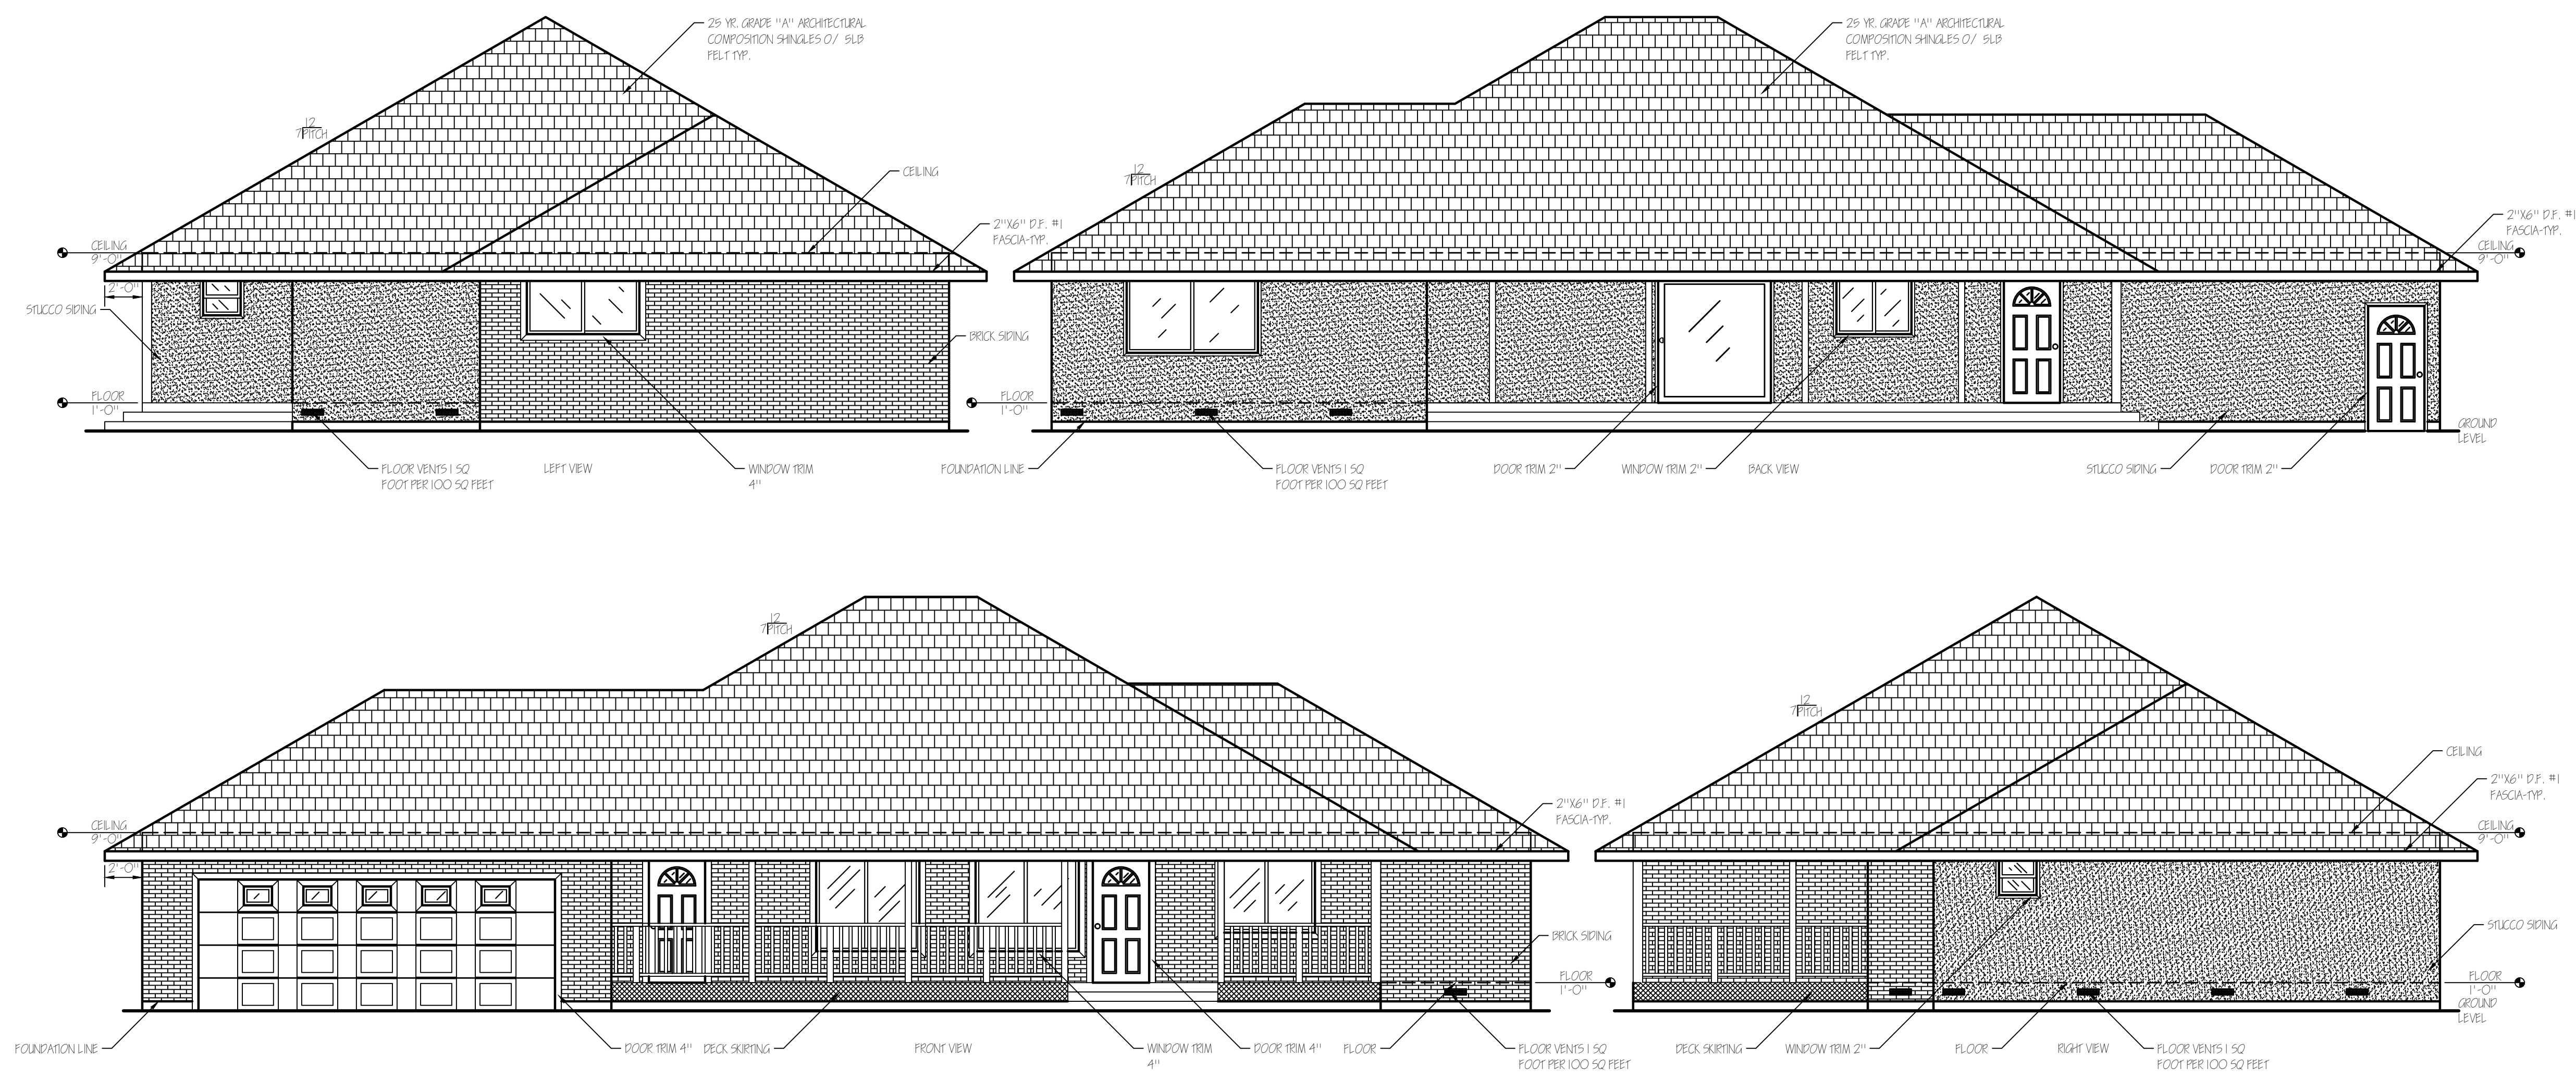 25 YR. GRADE "A" ARCHITECTURAL
COMPOSITION SHINGLES O/ 5LB
FELT TYP.
12
7 PITCH
CEILING
2"X6" D.F. #1
FASCIA-TYP.
CEILING
9'-0"
2'-0"
STUCCO SIDING
BRICK SIDING
FLOOR
1'-0"
FLOOR VENTS 1 SQ
FOOT PER 100 SQ FEET
LEFT VIEW
WINDOW TRIM
4"
25 YR. GRADE "A" ARCHITECTURAL
COMPOSITION SHINGLES O/ 5LB
FELT TYP.
12
7 PITCH
2"X6" D.F. #1
FASCIA-TYP.
CEILING
9'-0"
FLOOR
1'-0"
GROUND
LEVEL
FOUNDATION LINE
FLOOR VENTS 1 SQ
FOOT PER 100 SQ FEET
DOOR TRIM 2"
WINDOW TRIM 2"
BACK VIEW
STUCCO SIDING
DOOR TRIM 2"
12
7 PITCH
2"X6" D.F. #1
FASCIA-TYP.
CEILING
9'-0"
2'-0"
BRICK SIDING
FLOOR
1'-0"
FOUNDATION LINE
DOOR TRIM 4"
DECK SKIRTING
FRONT VIEW
WINDOW TRIM
4"
DOOR TRIM 4"
FLOOR
FLOOR VENTS 1 SQ
FOOT PER 100 SQ FEET
12
7 PITCH
CEILING
2"X6" D.F. #1
FASCIA-TYP.
CEILING
9'-0"
STUCCO SIDING
FLOOR
1'-0"
GROUND
LEVEL
DECK SKIRTING
WINDOW TRIM 2"
FLOOR
RIGHT VIEW
FLOOR VENTS 1 SQ
FOOT PER 100 SQ FEET